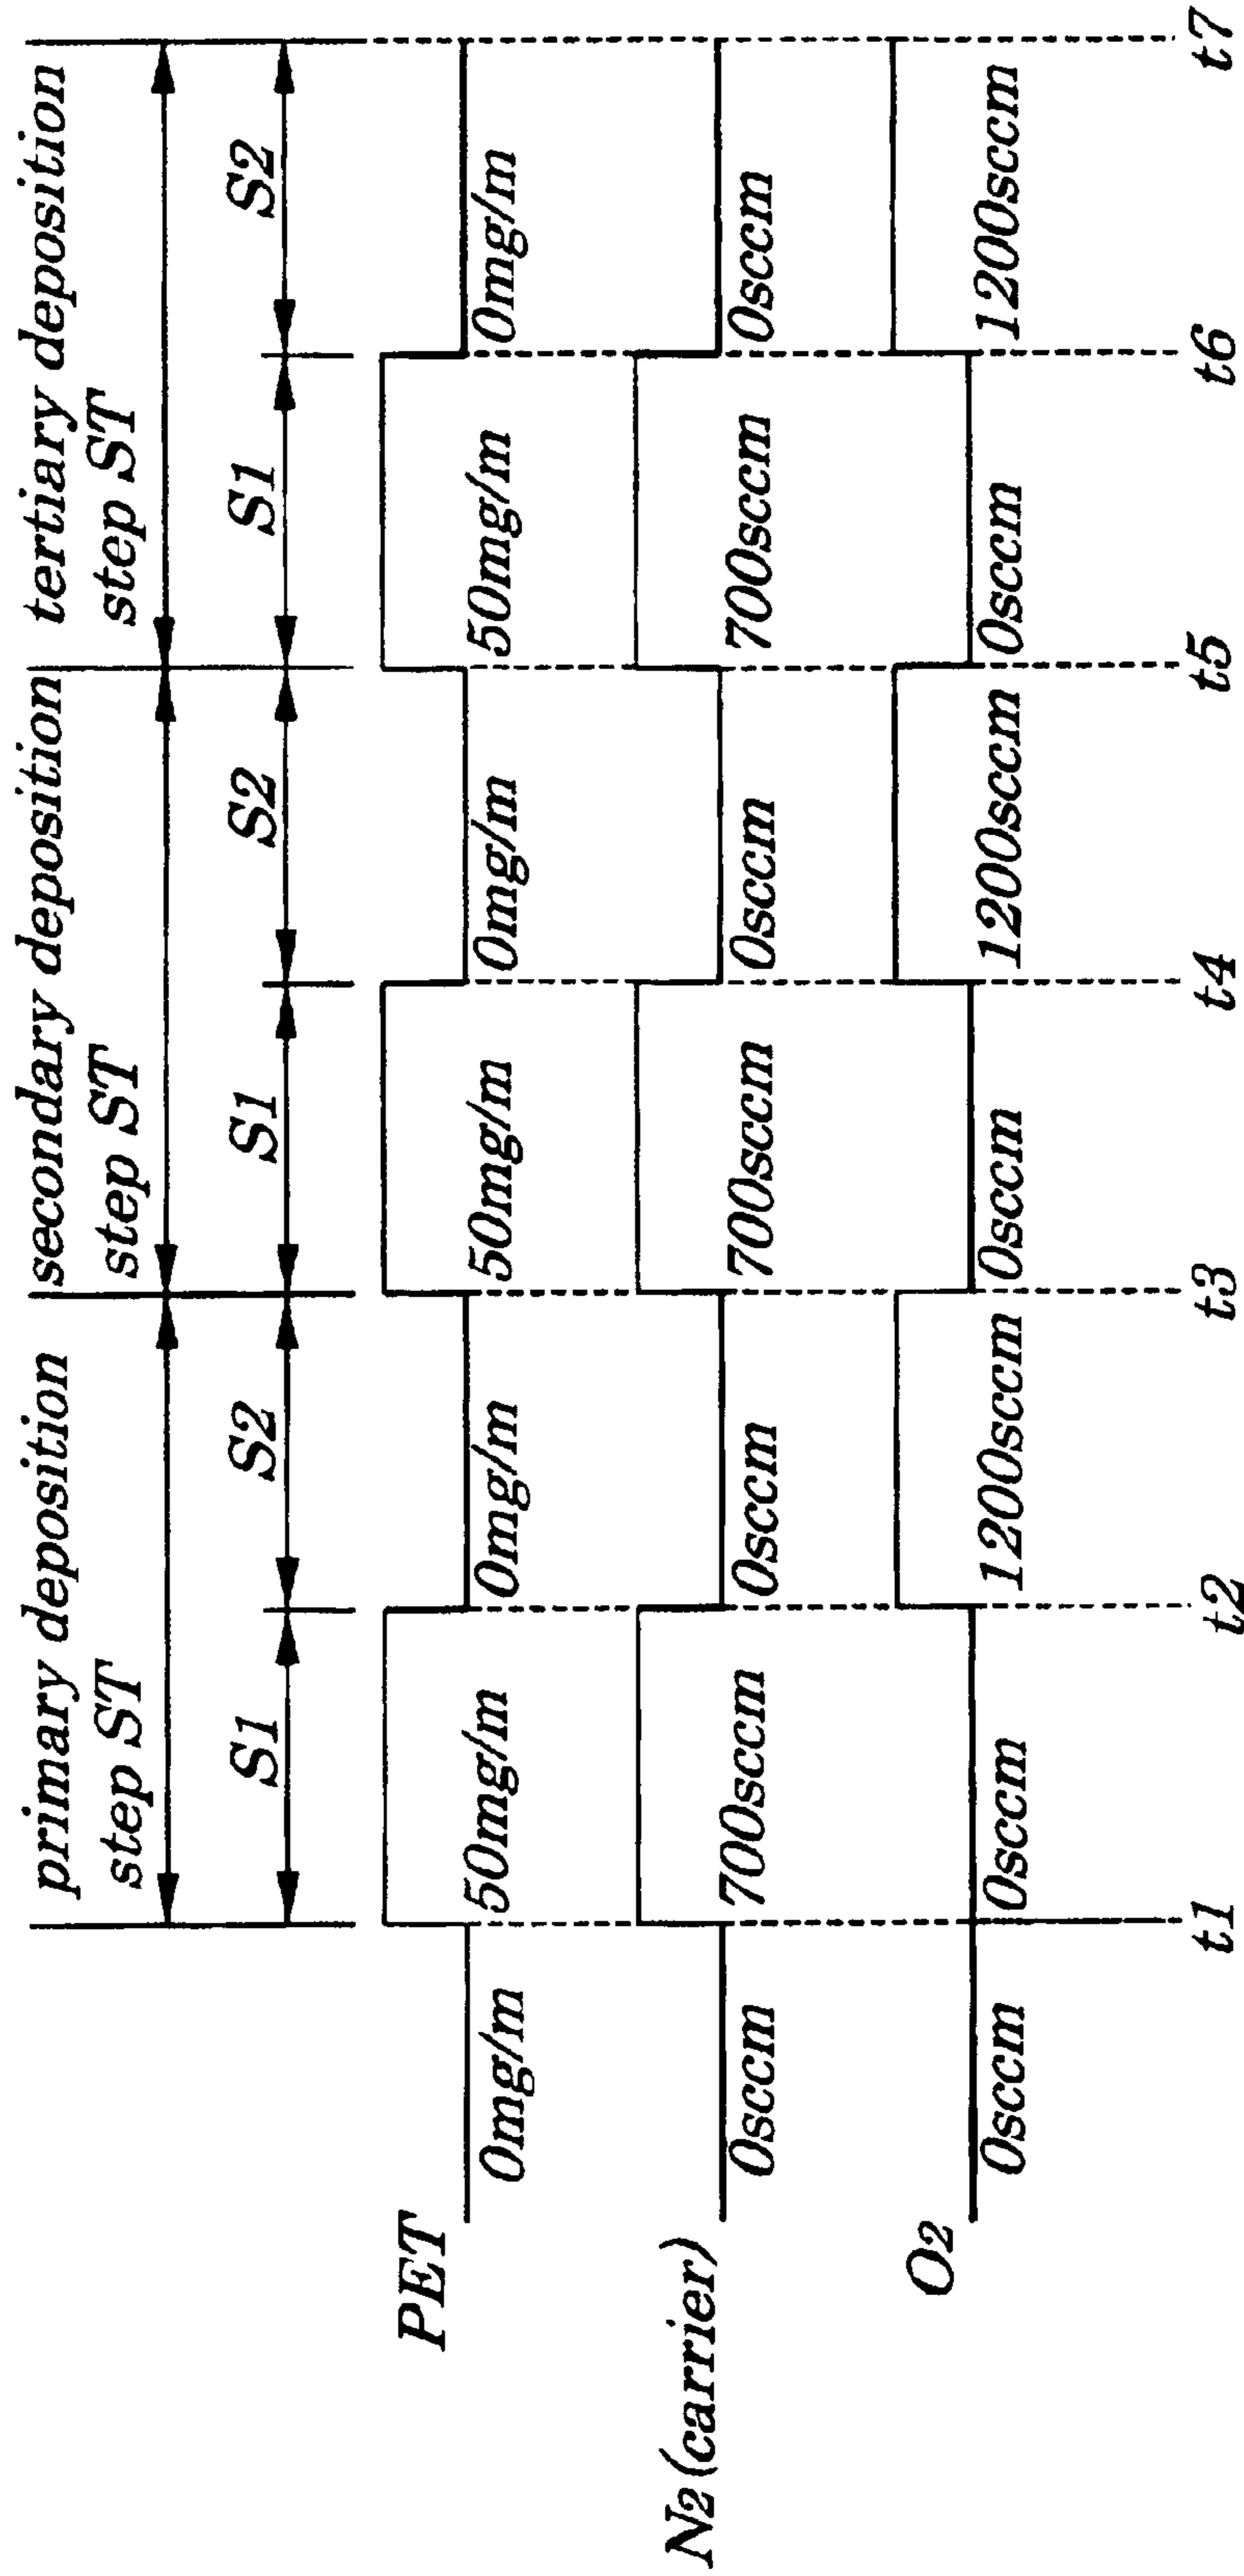 primary deposition
step ST
secondary deposition
step ST
tertiary deposition
step ST
S1
S2
S1
S2
S1
S2
PET
0mg/m
50mg/m
0mg/m
50mg/m
0mg/m
50mg/m
0mg/m
N2 (carrier)
0sccm
700sccm
0sccm
700sccm
0sccm
700sccm
0sccm
O2
0sccm
0sccm
1200sccm
0sccm
1200sccm
0sccm
1200sccm
t1
t2
t3
t4
t5
t6
t7